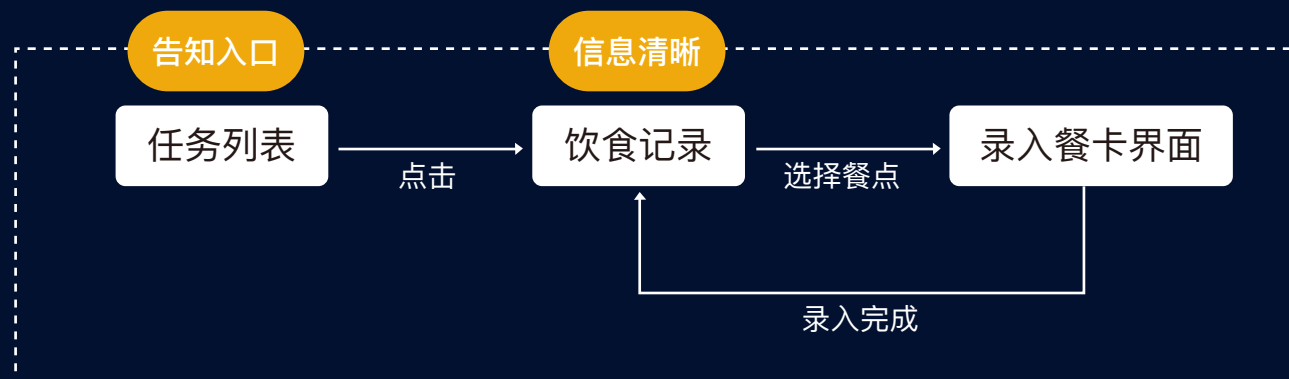 告知入口
信息清晰
任务列表
点击
饮食记录
选择餐点
录入餐卡界面
录入完成